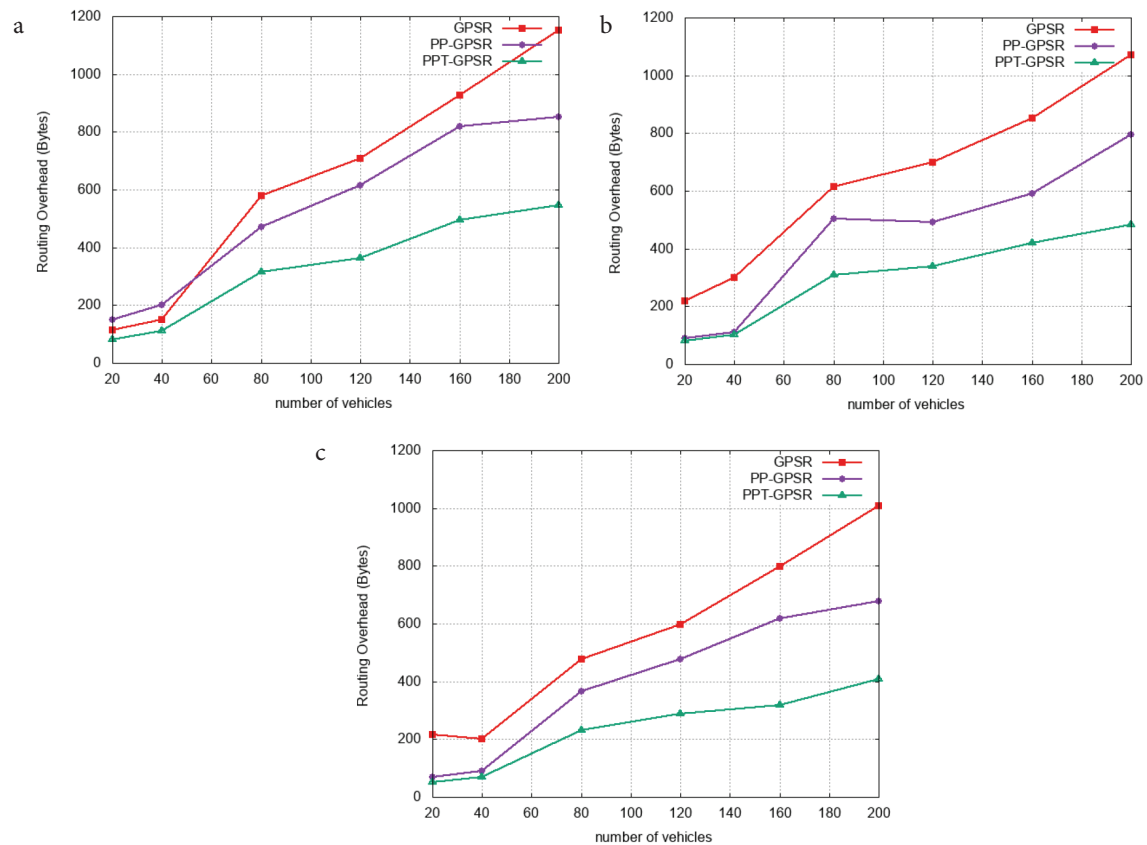 a
1200
1000
800
600
400
200
0
Routing Overhead (Bytes)
GPSR
PP-GPSR
PPT-GPSR
20 40 60 80 100 120 140 160 180 200
number of vehicles
b
1200
1000
800
600
400
200
0
Routing Overhead (Bytes)
GPSR
PP-GPSR
PPT-GPSR
20 40 60 80 100 120 140 160 180 200
number of vehicles
c
1200
1000
800
600
400
200
0
Routing Overhead (Bytes)
GPSR
PP-GPSR
PPT-GPSR
20 40 60 80 100 120 140 160 180 200
number of vehicles